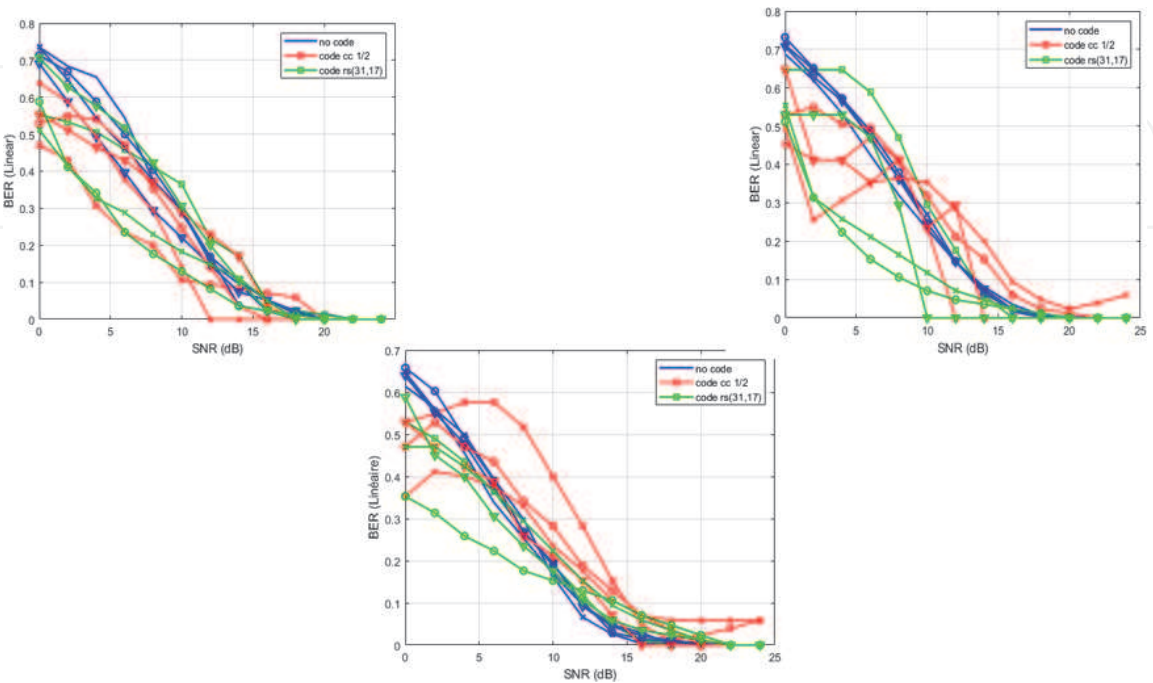 0.8
0.7
0.6
0.5
0.4
0.3
0.2
0.1
0
BER (Linear)
0 5 10 15 20
SNR (dB)
no code
code cc 1/2
code rs(31,17)
0.8
0.7
0.6
0.5
0.4
0.3
0.2
0.1
0
BER (Linear)
0 5 10 15 20 25
SNR (dB)
no code
code cc 1/2
code rs(31,17)
0.7
0.6
0.5
0.4
0.3
0.2
0.1
0
BER (Linéaire)
0 5 10 15 20 25
SNR (dB)
no code
code cc 1/2
code rs(31,17)